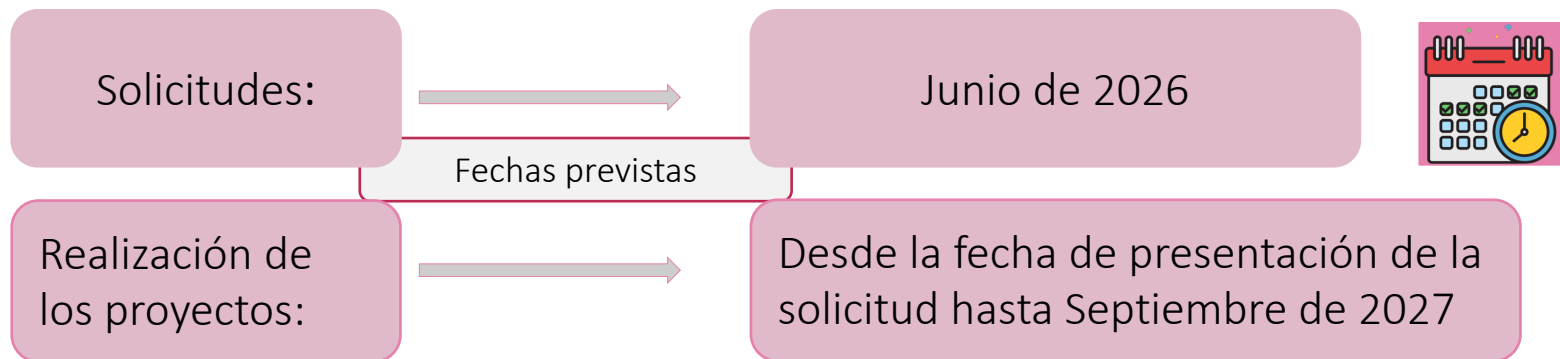 Solicitudes:
Junio de 2026
Fechas previstas
Realización de
los proyectos:
Desde la fecha de presentación de la
solicitud hasta Septiembre de 2027